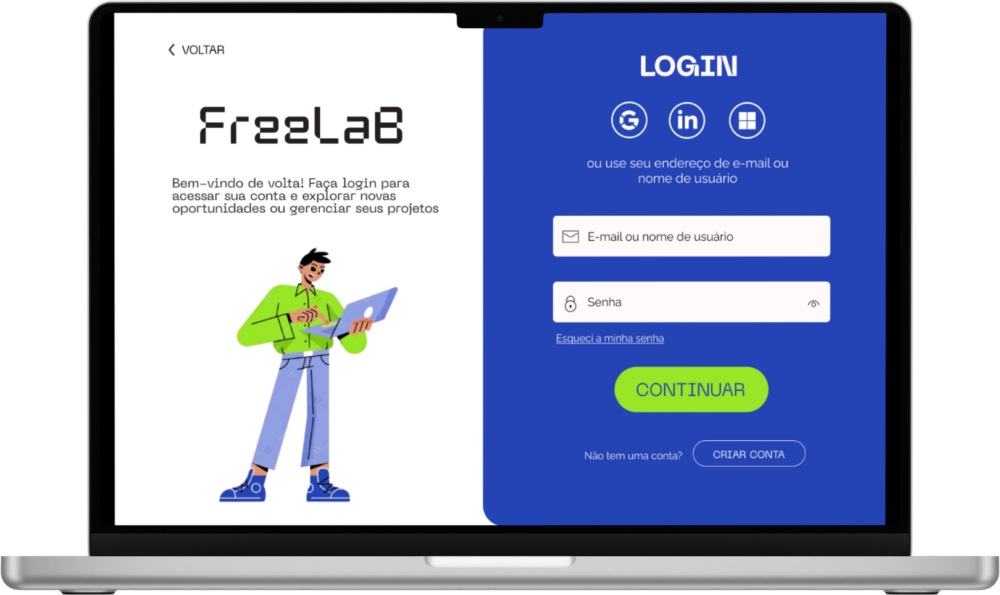 VOLTAR
FreeLaB
Bem-vindo de volta! Faça login para
acessar sua conta e explorar novas
oportunidades ou gerenciar seus projetos
LOGIN
in
ou use seu endereço de e-mail ou
nome de usuário
E-mail ou nome de usuário
Senha
Esqueci a minha senha
CONTINUAR
Não tem uma conta? CRIAR CONTA